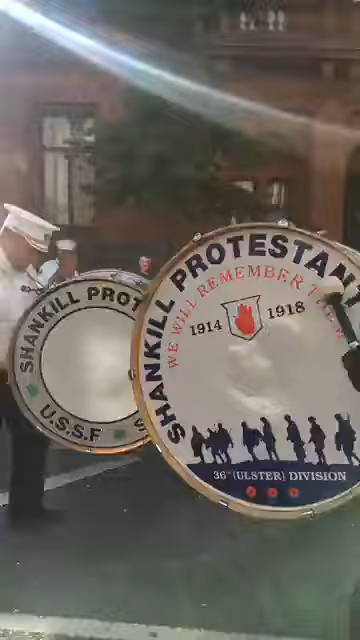 SHANKILL PROTESTANT
WE WILL REMEMBER THEM
1914 1918
36TH (ULSTER) DIVISION
SHANKILL PROT
U.S.S.F